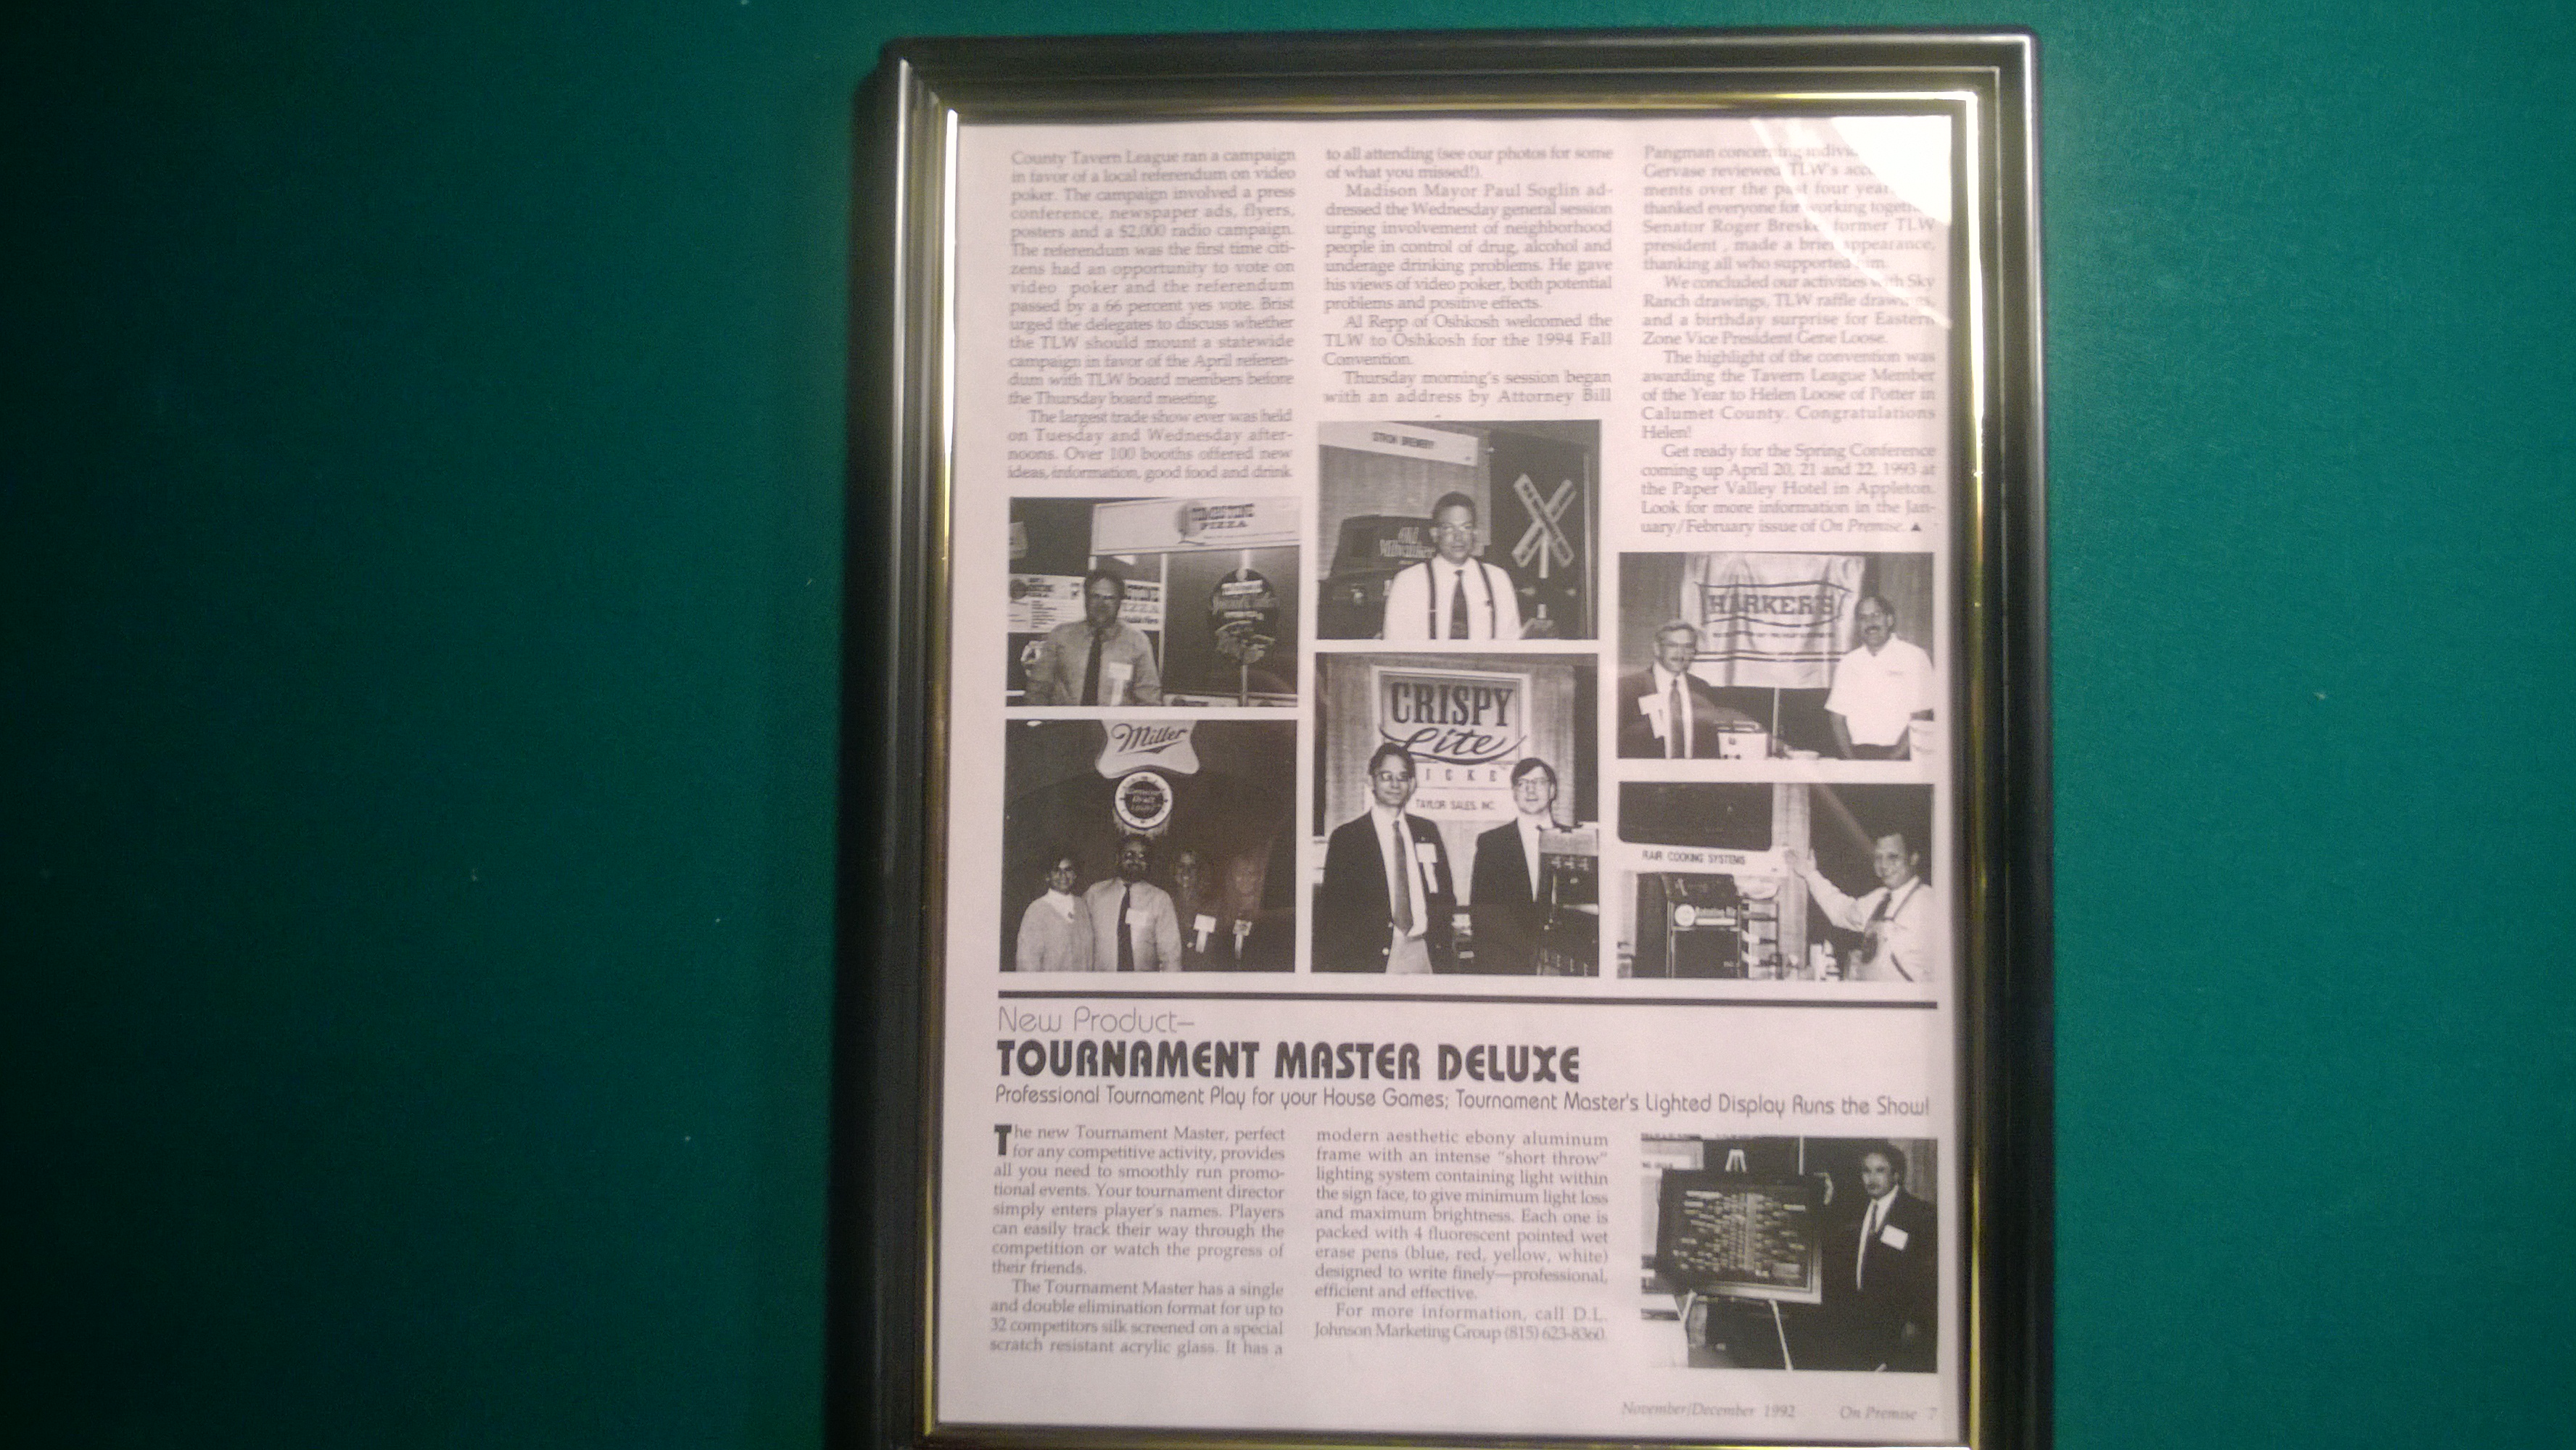 County Tavern League ran a campaign
in favor of a local referendum on video
poker. The campaign involved a press
conference, newspaper ads, flyers,
posters and a $2,000 radio campaign.
The referendum was the first time citi-
zens had an opportunity to vote on
video poker and the referendum
passed by a 66 percent yes vote. Brist
urged the delegates to discuss whether
the TLW should mount a statewide
campaign in favor of the April referen-
dum with TLW board members before
the Thursday board meeting.
The largest trade show ever was held
on Tuesday and Wednesday after-
noons. Over 100 booths offered new
ideas, information, good food and drink
to all attending (see our photos for some
of what you missed!).
Madison Mayor Paul Soglin ad-
dressed the Wednesday general session
urging involvement of neighborhood
people in control of drug, alcohol and
underage drinking problems. He gave
his views of video poker, both potential
problems and positive effects.
Al Repp of Oshkosh welcomed the
TLW to Oshkosh for the 1994 Fall
Convention.
Thursday morning's session began
with an address by Attorney Bill
Pangman concerning
Gervase reviewed TLW's
ments over the past four
thanked everyone for working
Senator Roger Breske former TLW
president , made a brief appearance,
thanking all who supported him.
We concluded our activities with Sky
Ranch drawings, TLW raffle drawings,
and a birthday surprise for Eastern
Zone Vice President Gene Loose.
The highlight of the convention was
awarding the Tavern League Member
of the Year to Helen Loose of Potter in
Calumet County. Congratulations
Helen!
Get ready for the Spring Conference
coming up April 20, 21 and 22, 1993 at
the Paper Valley Hotel in Appleton.
Look for more information in the Jan-
uary/February issue of On Premise. ▲
TOMBSTONE
PIZZA
STROH BREWERY
Old
Milwaukee
HARKER'S
Miller
CRISPY
Lite
TAYLOR SALES, INC.
COOKING SYSTEMS
New Product–
TOURNAMENT MASTER DELUXE
Professional Tournament Play for your House Games; Tournament Master's Lighted Display Runs the Show!
The new Tournament Master, perfect
for any competitive activity, provides
all you need to smoothly run promo-
tional events. Your tournament director
simply enters player's names. Players
can easily track their way through the
competition or watch the progress of
their friends.
The Tournament Master has a single
and double elimination format for up to
32 competitors silk screened on a special
scratch resistant acrylic glass. It has a
modern aesthetic ebony aluminum
frame with an intense "short throw"
lighting system containing light within
the sign face, to give minimum light loss
and maximum brightness. Each one is
packed with 4 fluorescent pointed wet
erase pens (blue, red, yellow, white)
designed to write finely—professional,
efficient and effective.
For more information, call D.L.
Johnson Marketing Group (815) 623-8360.
November/December 1992 On Premise 7